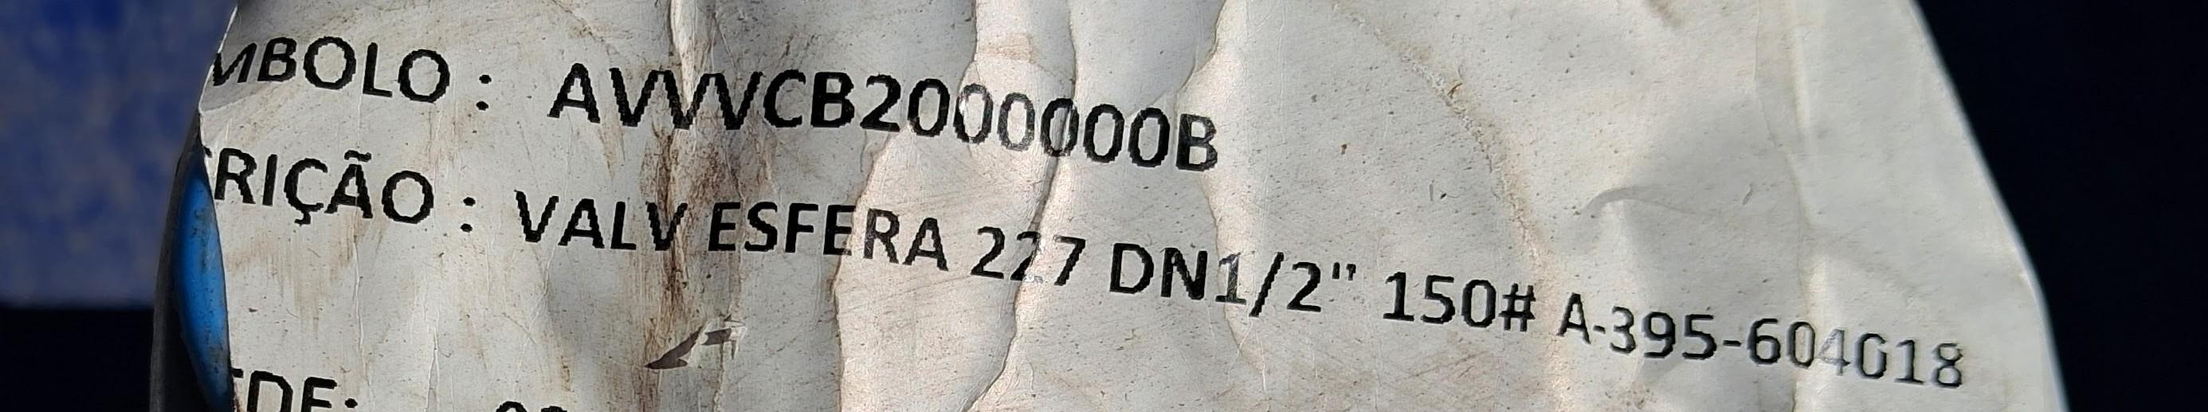 MBOLO : AVVVCB2000000B
RIÇÃO : VALV ESFERA 227 DN1/2" 150# A-395-604018